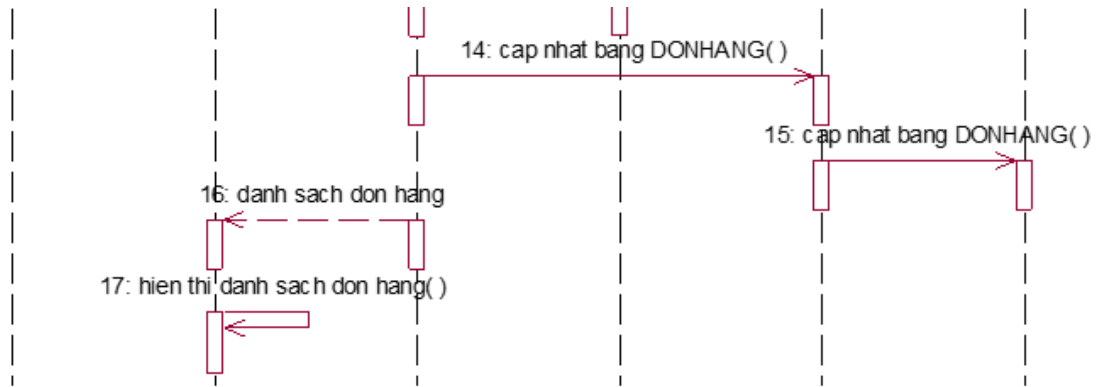 14: cap nhat bang DONHANG( )
15: cap nhat bang DONHANG( )
16: danh sach don hang
17: hien thi danh sach don hang( )